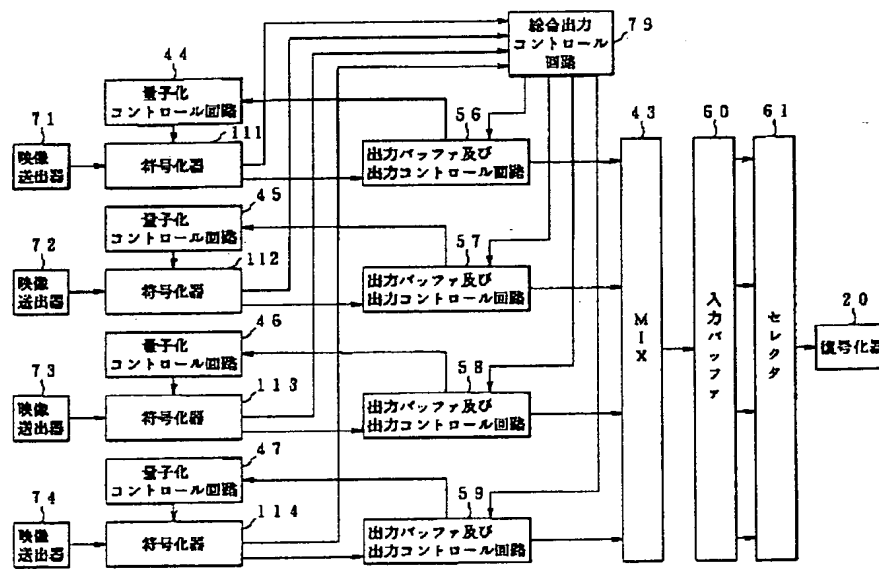 総合出力
コントロール
回路
79
44
量子化
コントロール回路
71
映像
送出器
111
符号化器
56
出力バッファ及び
出力コントロール回路
43
60
61
45
量子化
コントロール回路
72
映像
送出器
112
符号化器
57
出力バッファ及び
出力コントロール回路
MIX
入力バッファ
セレクタ
20
復号化器
46
量子化
コントロール回路
73
映像
送出器
113
符号化器
58
出力バッファ及び
出力コントロール回路
47
量子化
コントロール回路
74
映像
送出器
114
符号化器
59
出力バッファ及び
出力コントロール回路